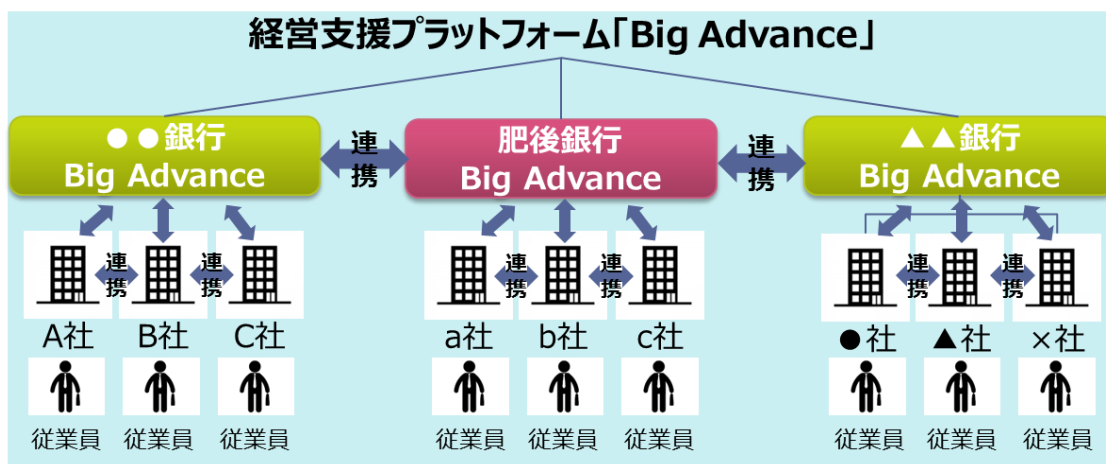 経営支援プラットフォーム「Big Advance」
●●銀行
Big Advance
連携
肥後銀行
Big Advance
連携
▲▲銀行
Big Advance
連携
連携
連携
連携
連携
連携
A社
B社
C社
a社
b社
c社
●社
▲社
×社
従業員
従業員
従業員
従業員
従業員
従業員
従業員
従業員
従業員